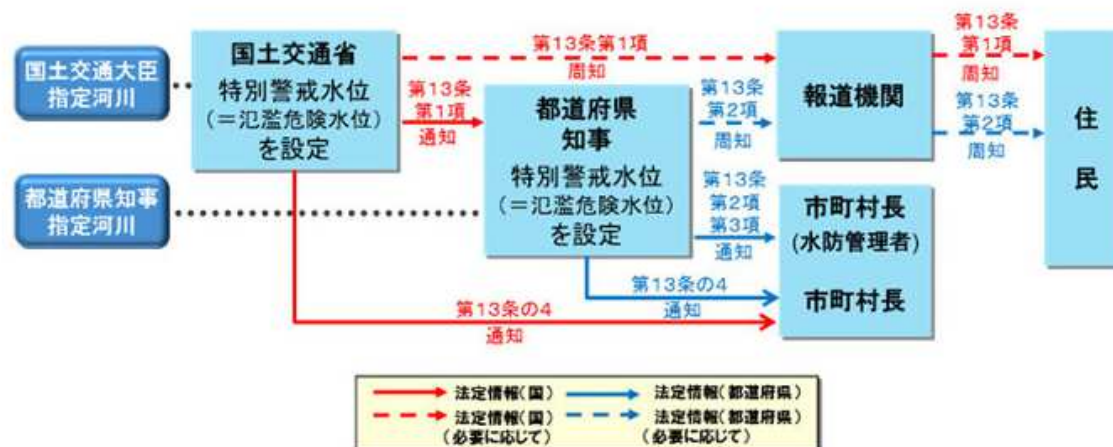 国土交通大臣
指定河川
国土交通省
特別警戒水位
(=氾濫危険水位)
を設定
第13条第1項
周知
第13条
第1項
通知
都道府県知事
指定河川
都道府県
知事
特別警戒水位
(=氾濫危険水位)
を設定
第13条
第2項
周知
第13条
第2項
第3項
通知
第13条の4
通知
第13条の4
通知
報道機関
第13条
第1項
周知
第13条
第2項
周知
市町村長
(水防管理者)
市町村長
住
民
法定情報(国)
法定情報(都道府県)
法定情報(国)
(必要に応じて)
法定情報(都道府県)
(必要に応じて)